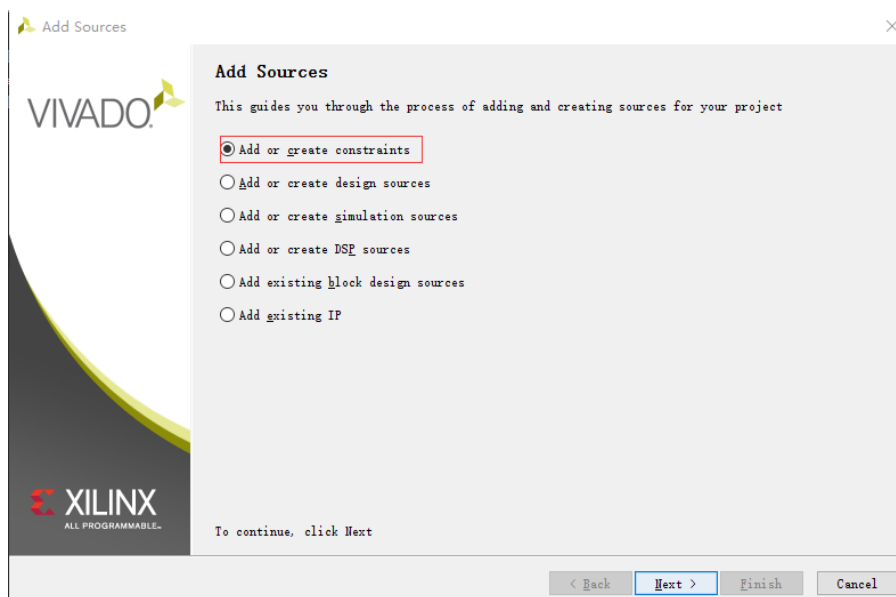 Add Sources
VIVADO.
Add Sources
This guides you through the process of adding and creating sources for your project
Add or create constraints
Add or create design sources
Add or create simulation sources
Add or create DSP sources
Add existing block design sources
Add existing IP
XILINX
ALL PROGRAMMABLE™
To continue, click Next
< Back
Next >
Finish
Cancel